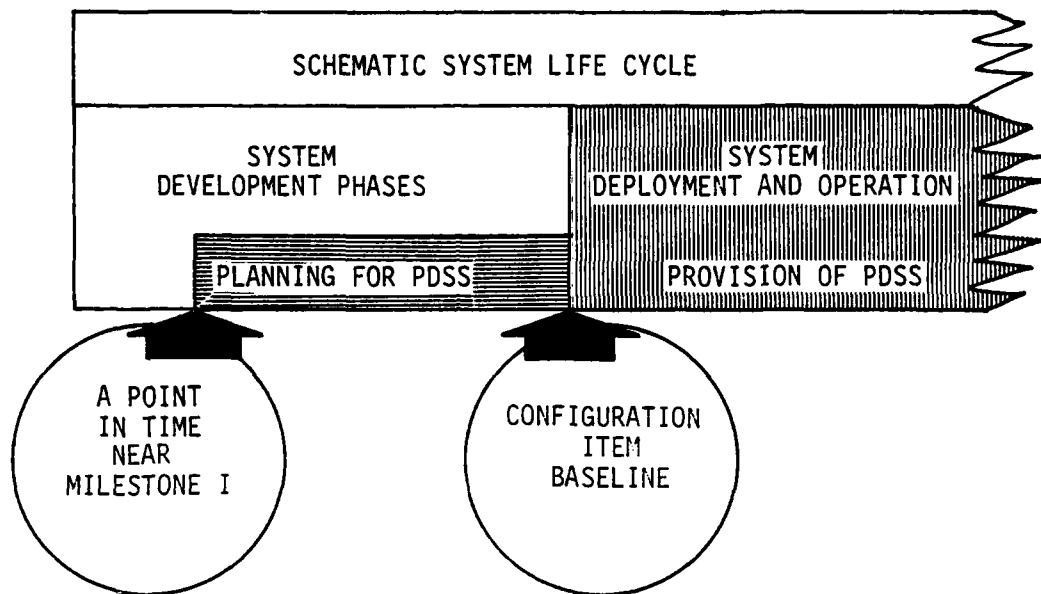 SCHEMATIC SYSTEM LIFE CYCLE
SYSTEM
DEVELOPMENT PHASES
SYSTEM
DEPLOYMENT AND OPERATION
PLANNING FOR PDSS
PROVISION OF PDSS
A POINT
IN TIME
NEAR
MILESTONE I
CONFIGURATION
ITEM
BASELINE